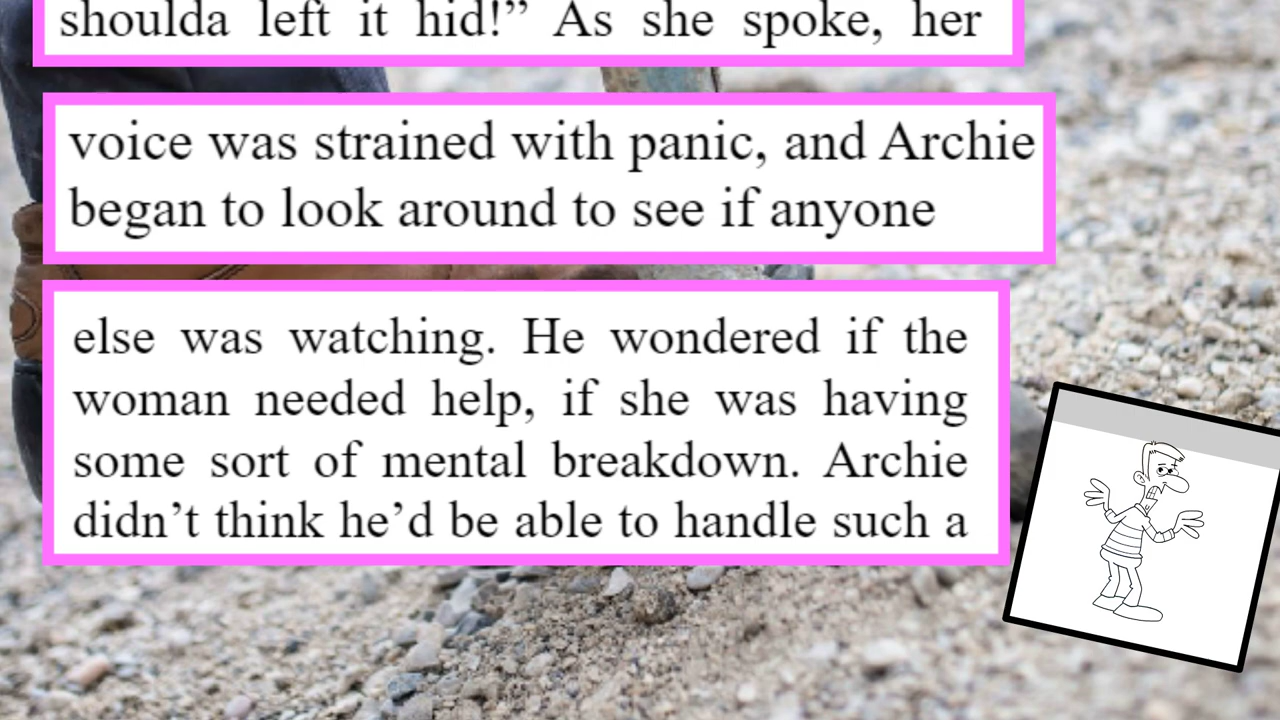 shoulda left it hid!” As she spoke, her
voice was strained with panic, and Archie
began to look around to see if anyone
else was watching. He wondered if the
woman needed help, if she was having
some sort of mental breakdown. Archie
didn’t think he’d be able to handle such a